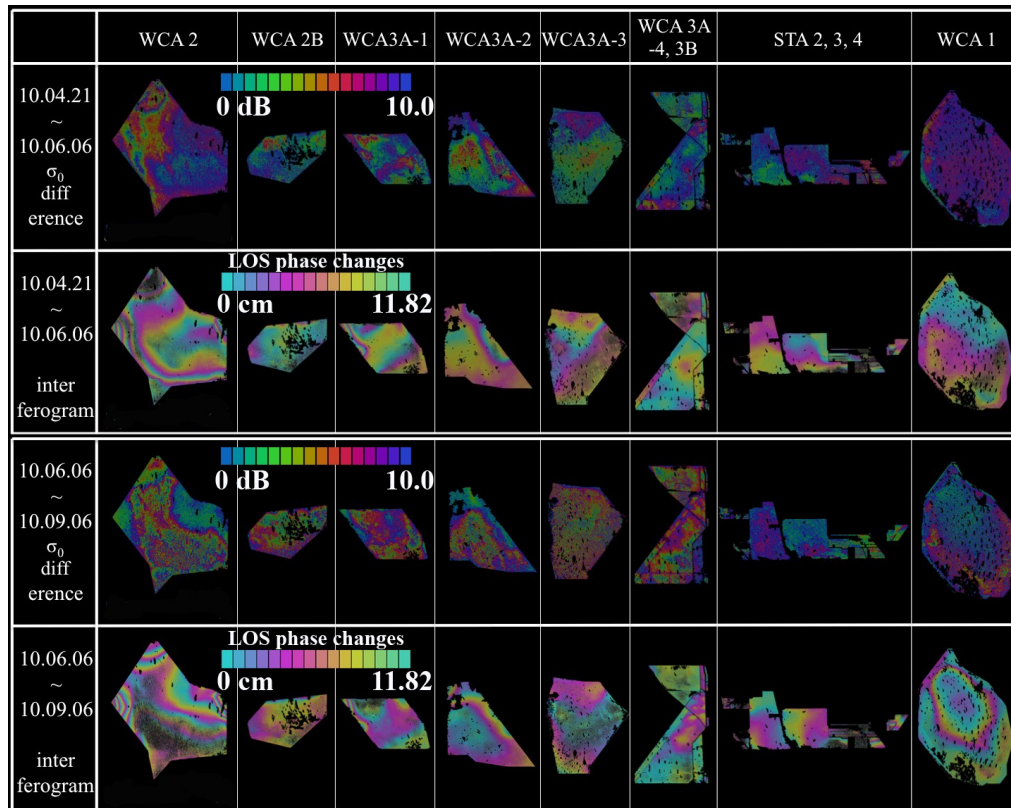 WCA 2
WCA 2B
WCA3A-1
WCA3A-2
WCA3A-3
WCA 3A
-4, 3B
STA 2, 3, 4
WCA 1
10.04.21
~
10.06.06
σ0
diff
erence
0 dB
10.0
10.04.21
~
10.06.06
inter
ferogram
LOS phase changes
0 cm
11.82
10.06.06
~
10.09.06
σ0
diff
erence
0 dB
10.0
10.06.06
~
10.09.06
inter
ferogram
LOS phase changes
0 cm
11.82